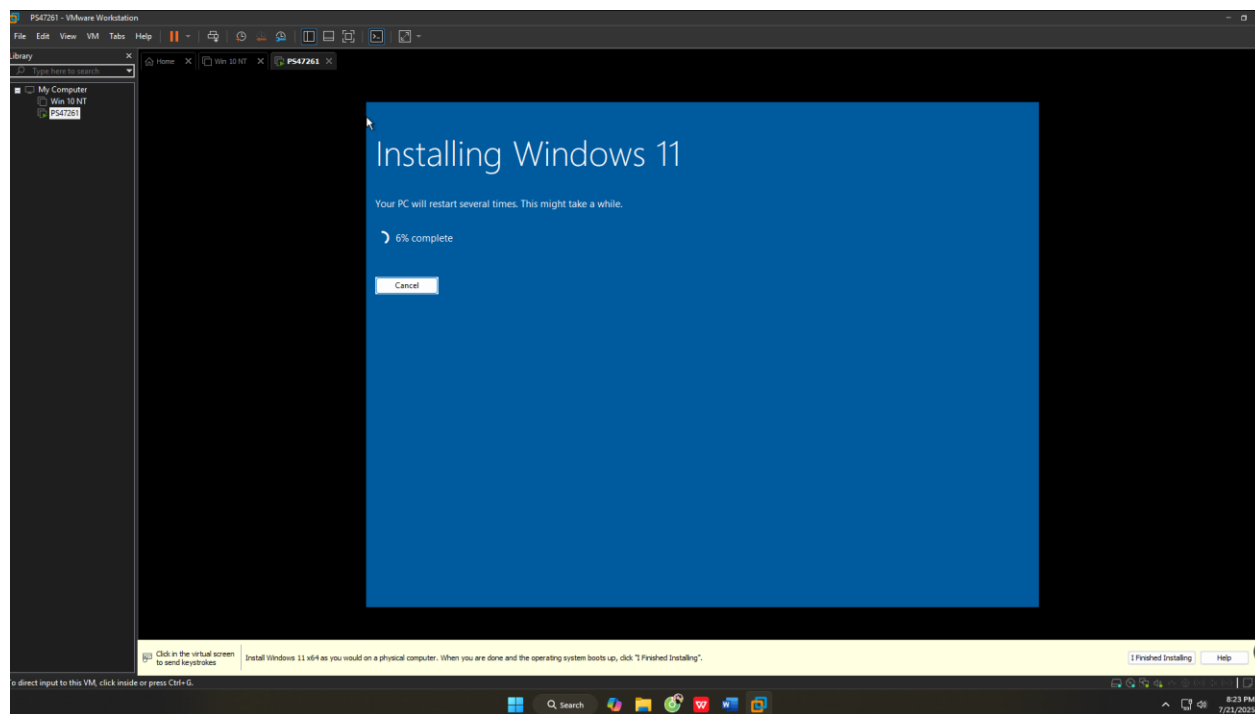 PS47261 - VMware Workstation
File Edit View VM Tabs Help
Library
Type here to search
Home
Win 10 NT
PS47261
My Computer
Win 10 NT
PS47261
Installing Windows 11
Your PC will restart several times. This might take a while.
6% complete
Cancel
Click in the virtual screen
to send keystrokes
Install Windows 11 x64 as you would on a physical computer. When you are done and the operating system boots up, click "I Finished Installing".
I Finished Installing
Help
o direct input to this VM, click inside or press Ctrl+G.
Search
8:23 PM